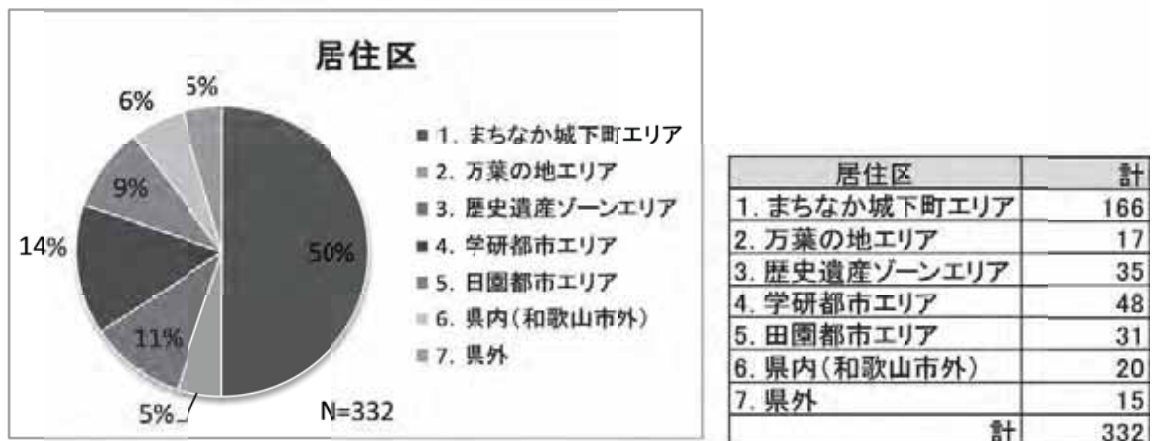 居住区
5%
6%
9%
14%
11%
5%
50%
N=332
1. まちなか城下町エリア
2. 万葉の地エリア
3. 歴史遺産ゾーンエリア
4. 学研都市エリア
5. 田園都市エリア
6. 県内(和歌山市外)
7. 県外
居住区 計
1. まちなか城下町エリア 166
2. 万葉の地エリア 17
3. 歴史遺産ゾーンエリア 35
4. 学研都市エリア 48
5. 田園都市エリア 31
6. 県内(和歌山市外) 20
7. 県外 15
計 332